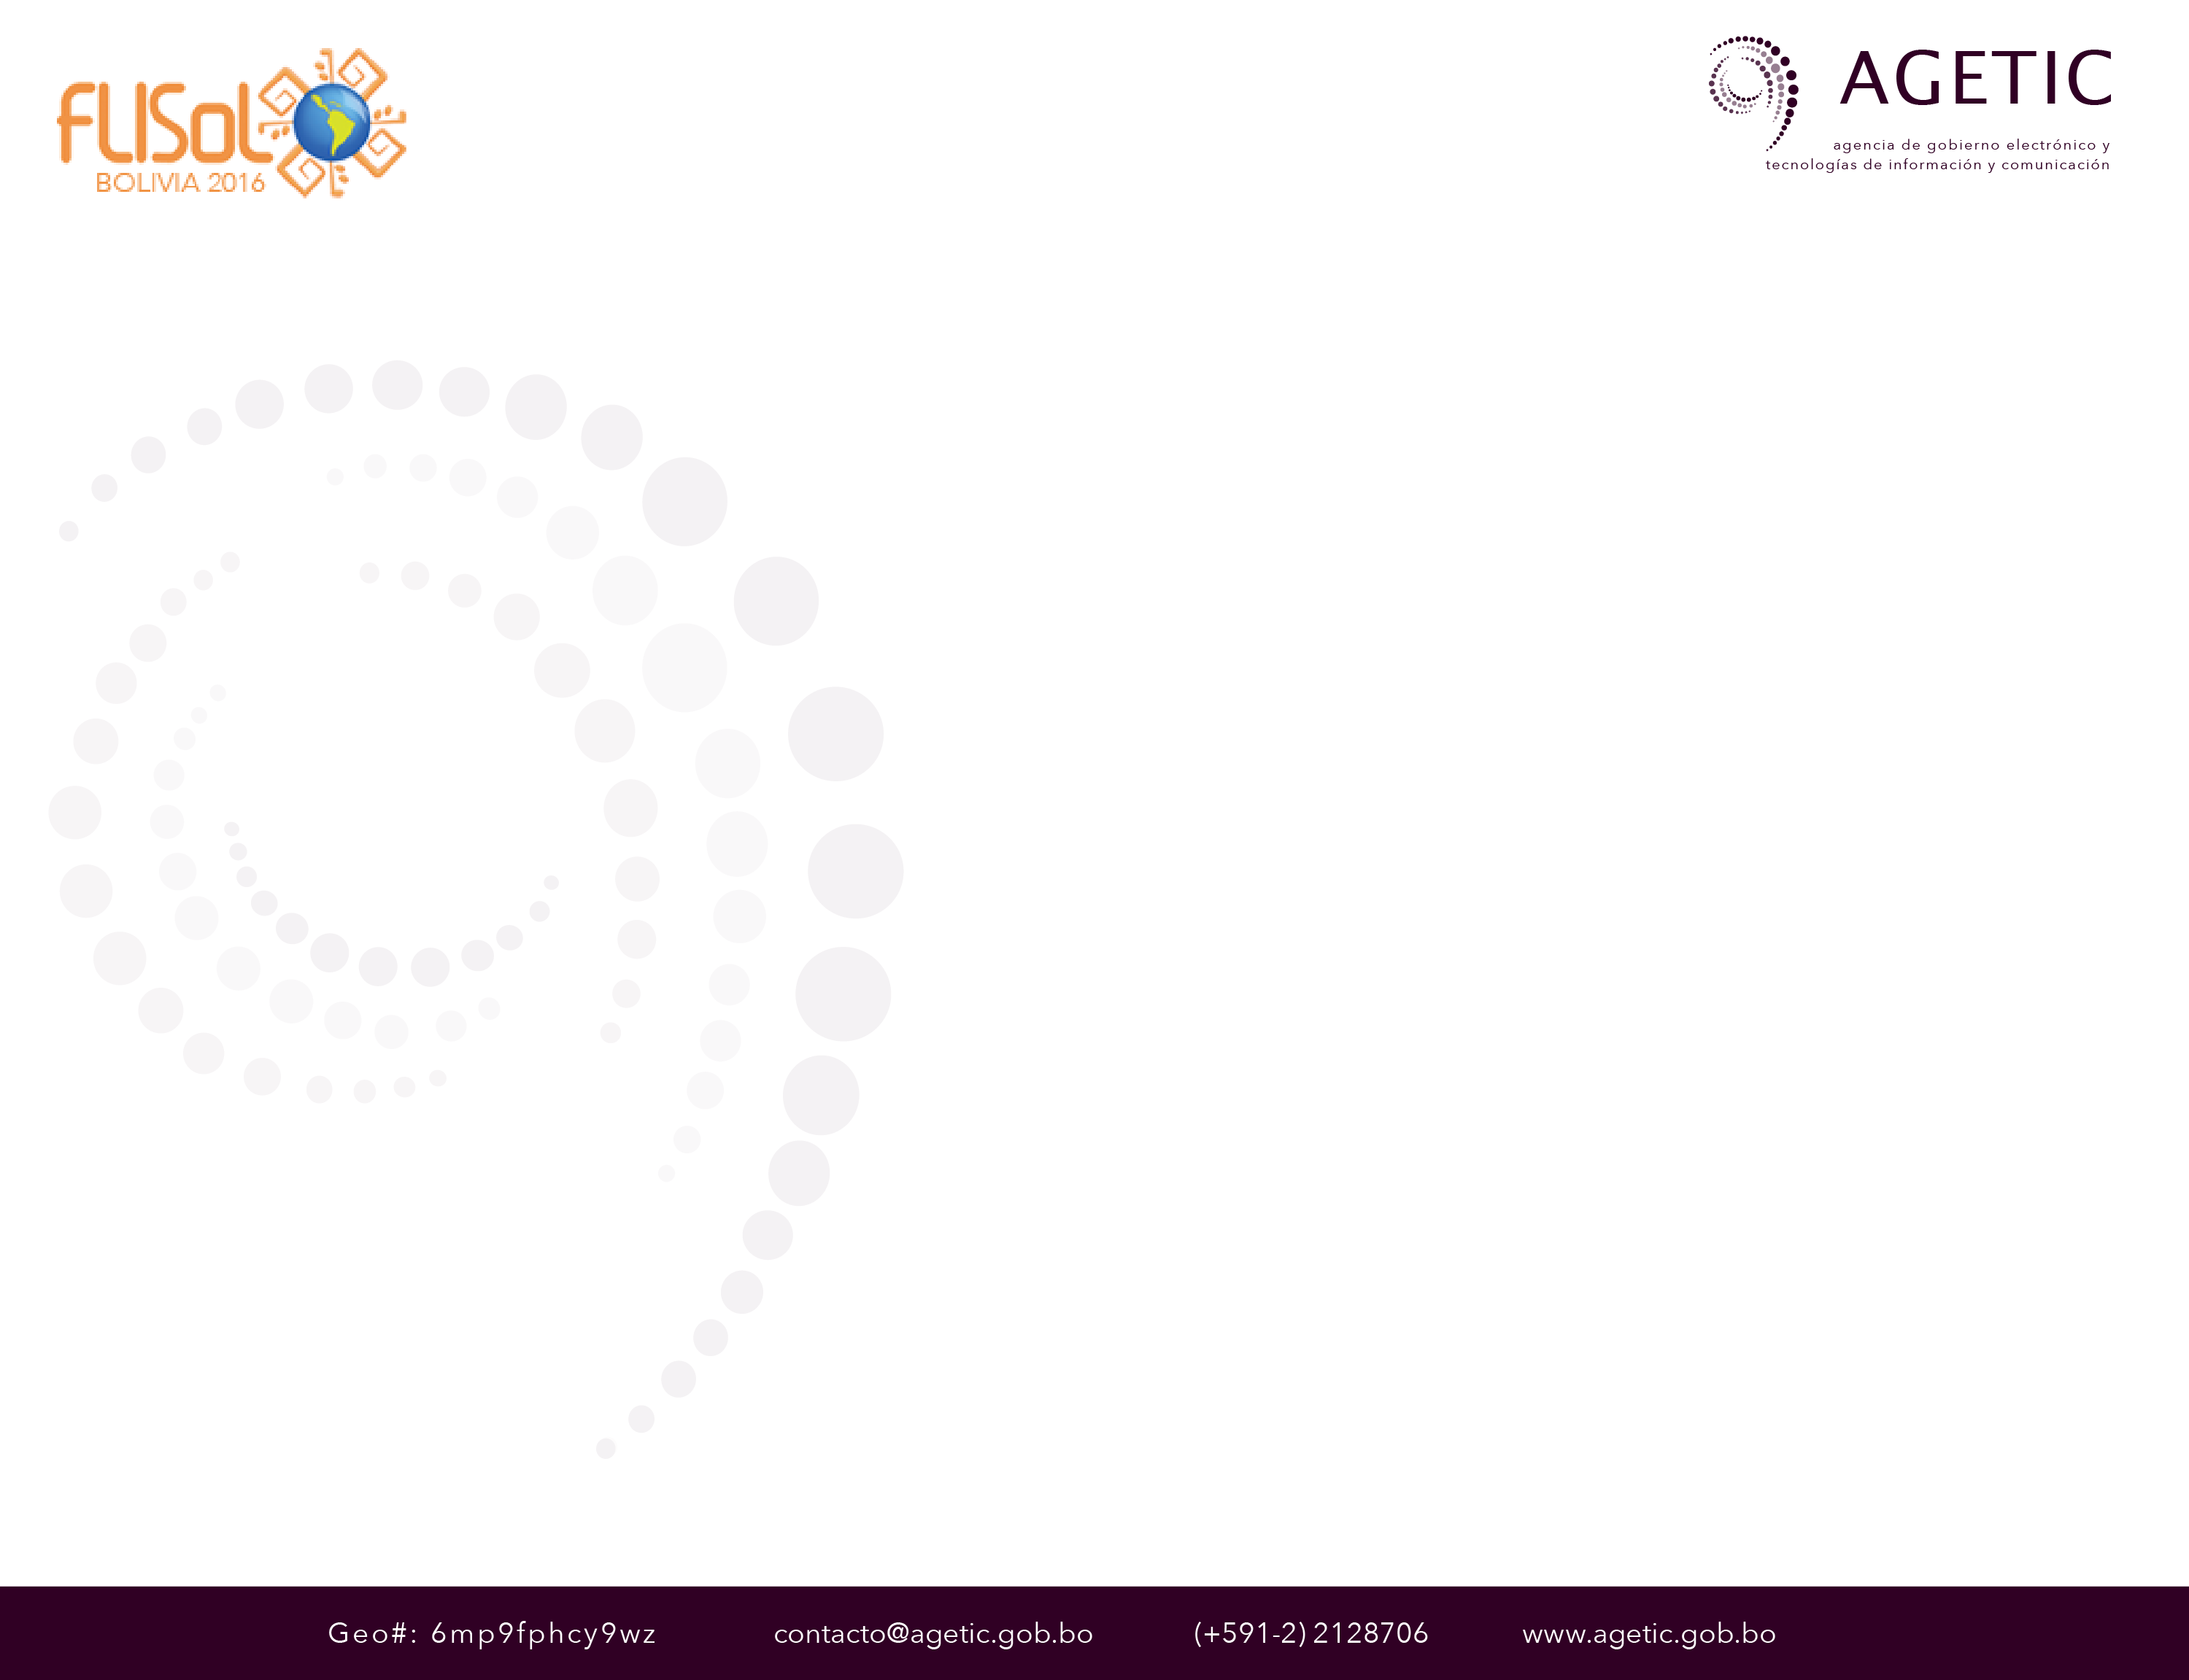 FLISoL
BOLIVIA 2016
AGETIC
agencia de gobierno electrónico y
tecnologías de información y comunicación
Geo#: 6mp9fphcy9wz contacto@agetic.gob.bo (+591-2) 2128706 www.agetic.gob.bo